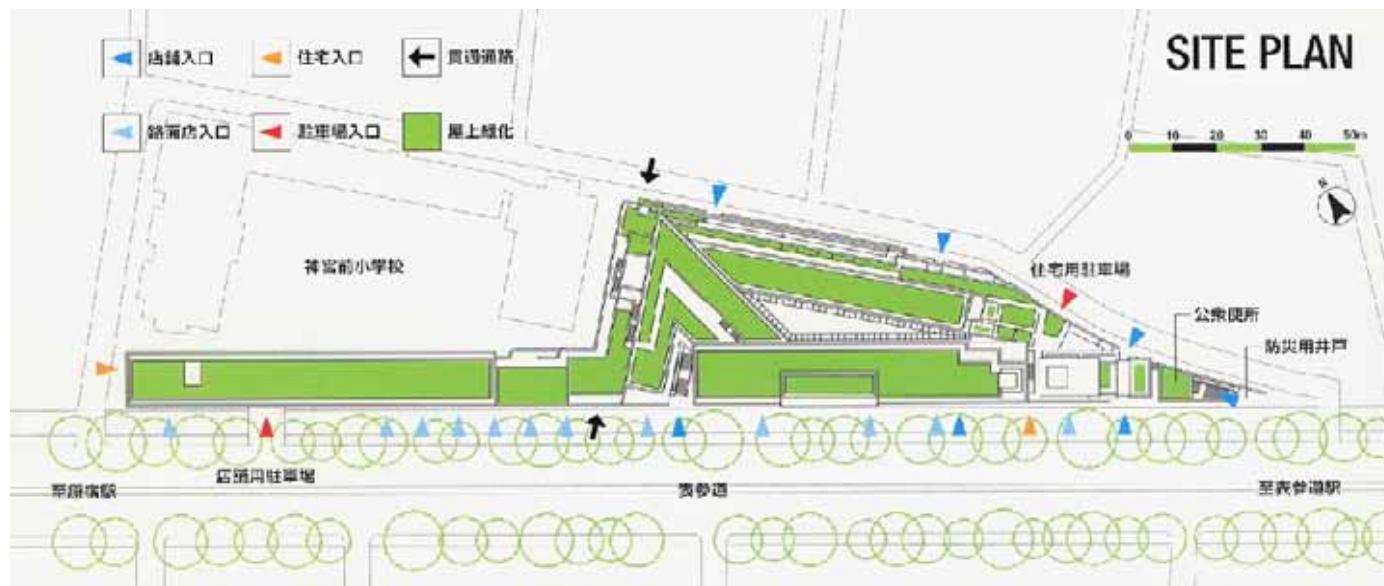 店舗入口
住宅入口
貫通通路
SITE PLAN
路面店入口
駐車場入口
屋上緑化
0 10 20 30 40 50m
N
神宮前小学校
住宅用駐車場
公衆便所
防災用井戸
店舗用駐車場
至原宿駅
表参道
至表参道駅